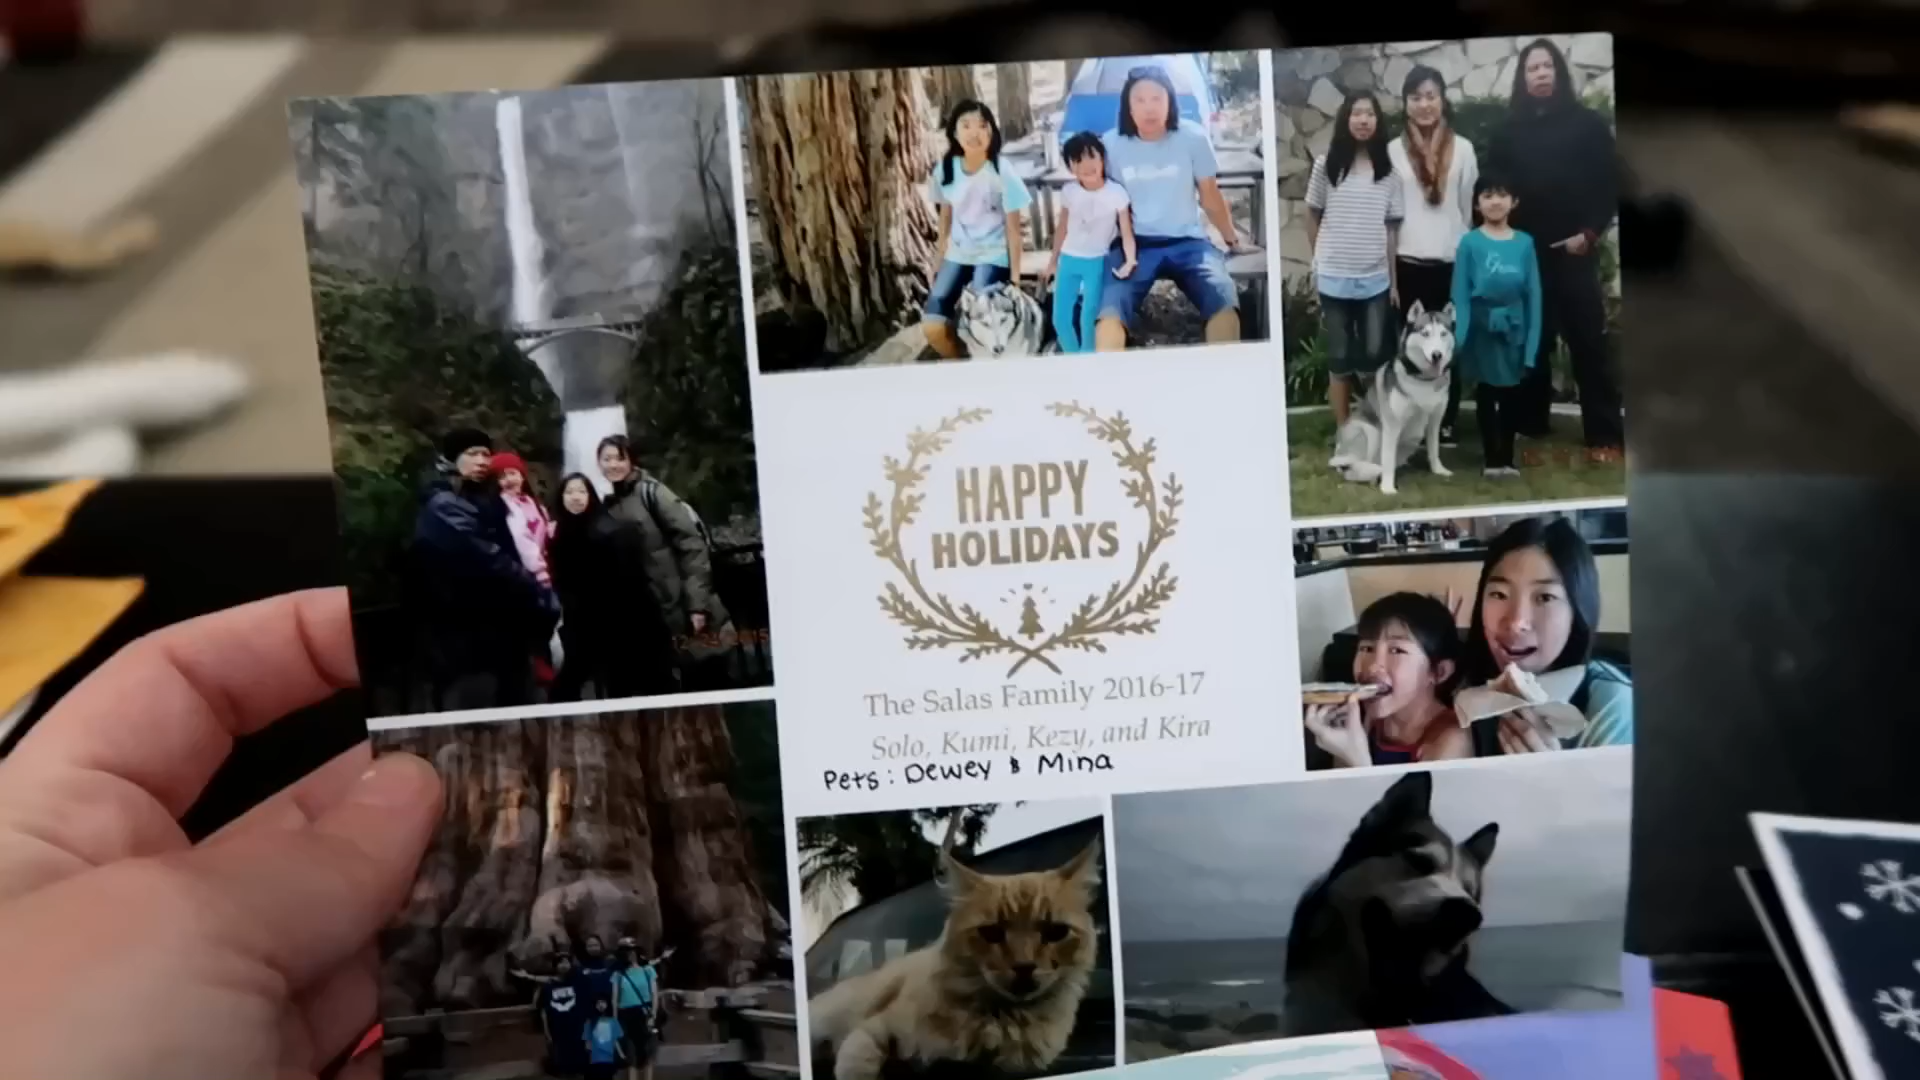 HAPPY
HOLIDAYS
The Salas Family 2016-17
Solo, Kumi, Kezy, and Kira
Pets: Dewey & Mina